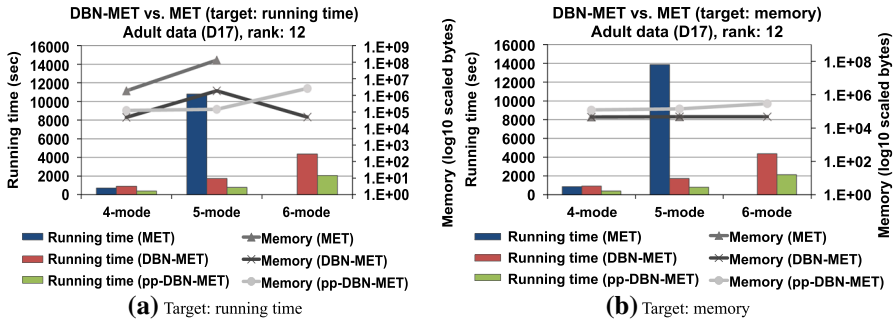 DBN-MET vs. MET (target: running time)
Adult data (D17), rank: 12
Running time (sec)
16000
14000
12000
10000
8000
6000
4000
2000
0
1.E+09
1.E+08
1.E+07
1.E+06
1.E+05
1.E+04
1.E+03
1.E+02
1.E+01
1.E+00
Memory (log10 scaled bytes)
4-mode 5-mode 6-mode
Running time (MET) Memory (MET)
Running time (DBN-MET) Memory (DBN-MET)
Running time (pp-DBN-MET) Memory (pp-DBN-MET)
(a) Target: running time
DBN-MET vs. MET (target: memory)
Adult data (D17), rank: 12
Running time (sec)
16000
14000
12000
10000
8000
6000
4000
2000
0
1.E+08
1.E+06
1.E+04
1.E+02
1.E+00
Memory (log10 scaled bytes)
4-mode 5-mode 6-mode
Running time (MET) Memory (MET)
Running time (DBN-MET) Memory (DBN-MET)
Running time (pp-DBN-MET) Memory (pp-DBN-MET)
(b) Target: memory